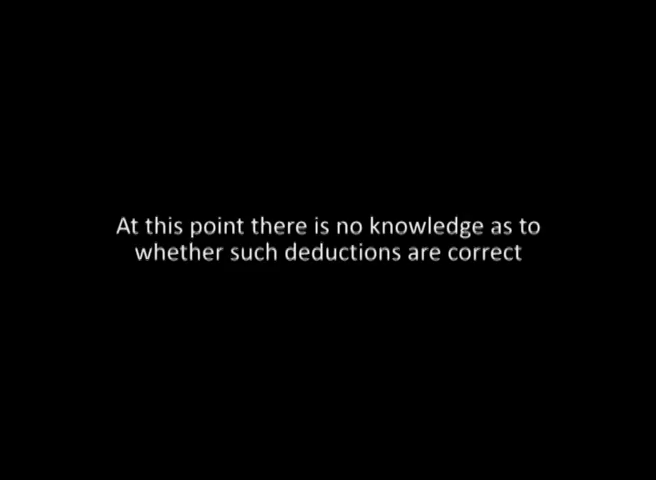 At this point there is no knowledge as to
whether such deductions are correct